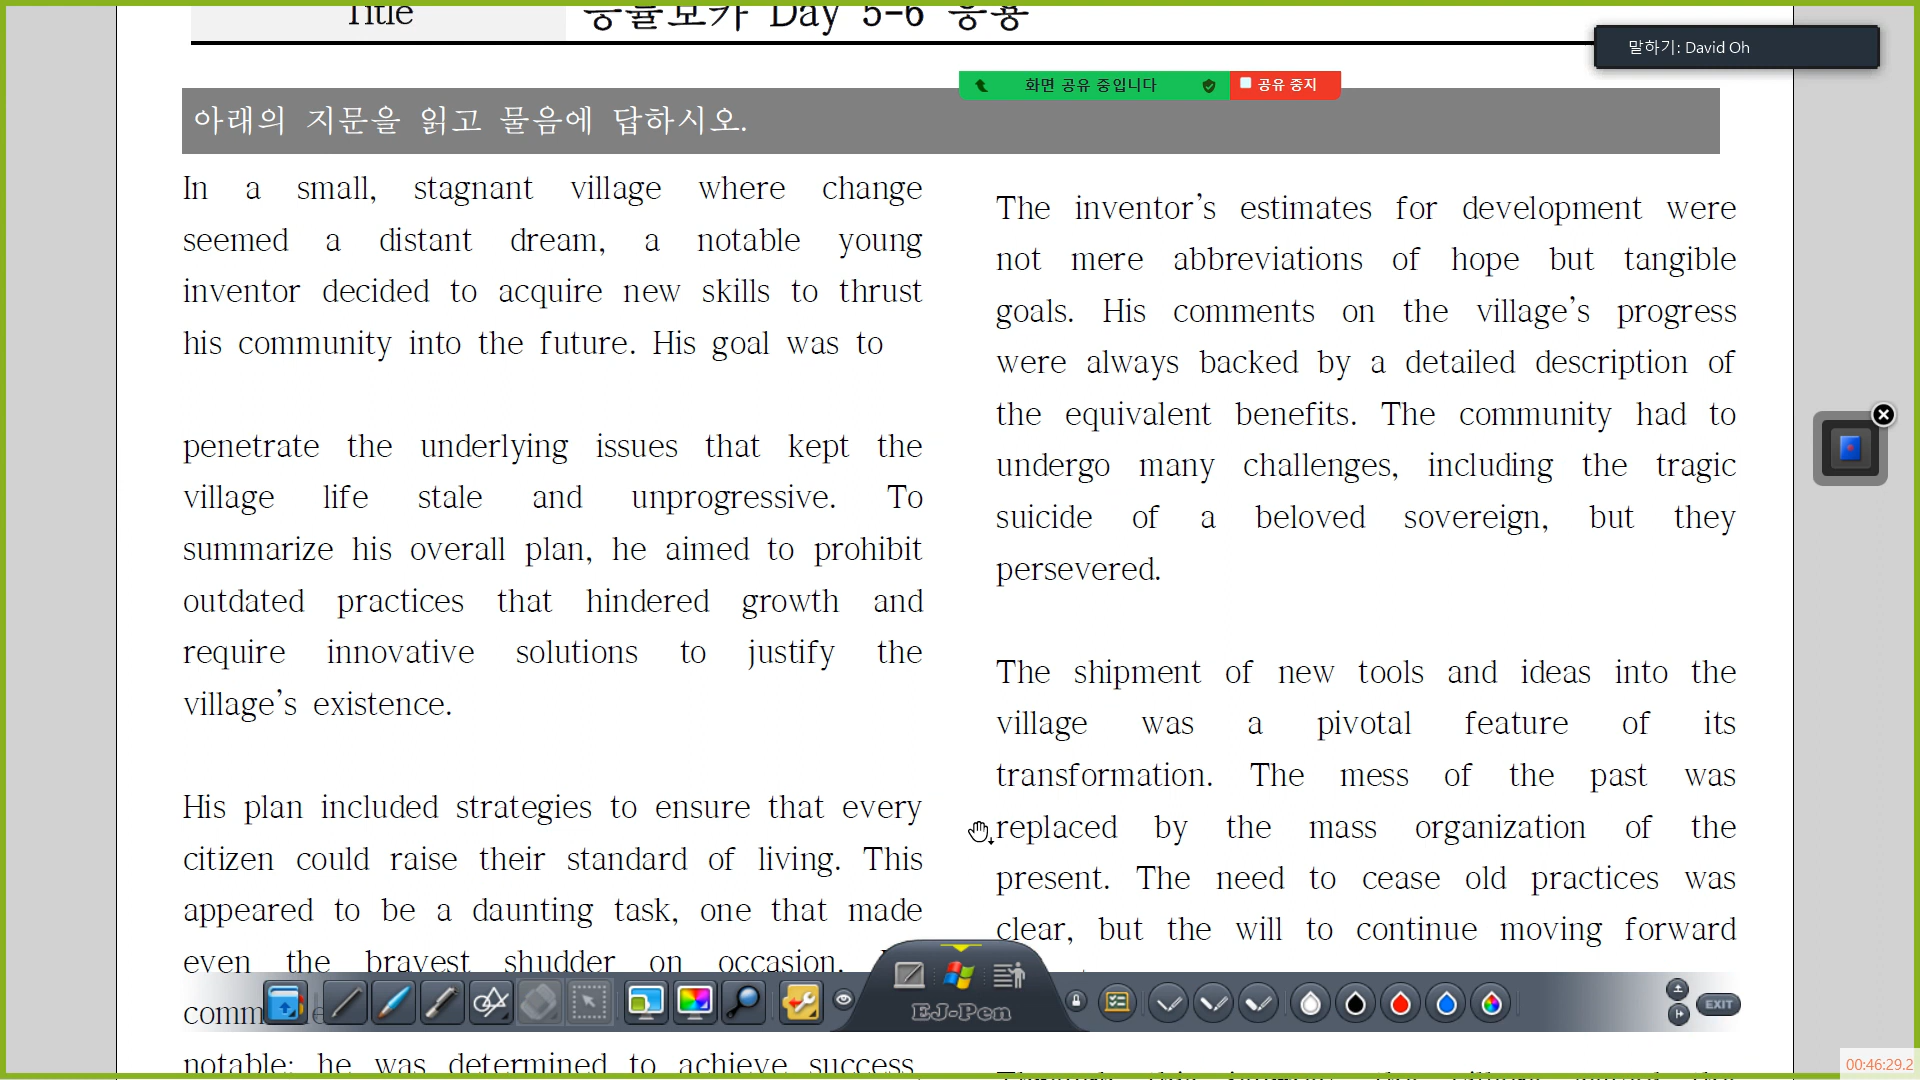 Title
능률보카 Day 5-6 응용
말하기: David Oh
화면 공유 중입니다
공유 중지
아래의 지문을 읽고 물음에 답하시오.
In a small, stagnant village where change
seemed a distant dream, a notable young
inventor decided to acquire new skills to thrust
his community into the future. His goal was to
penetrate the underlying issues that kept the
village life stale and unprogressive. To
summarize his overall plan, he aimed to prohibit
outdated practices that hindered growth and
require innovative solutions to justify the
village's existence.
His plan included strategies to ensure that every
citizen could raise their standard of living. This
appeared to be a daunting task, one that made
even the bravest shudder on occasion.
notable: he was determined to achieve success.
The inventor's estimates for development were
not mere abbreviations of hope but tangible
goals. His comments on the village's progress
were always backed by a detailed description of
the equivalent benefits. The community had to
undergo many challenges, including the tragic
suicide of a beloved sovereign, but they
persevered.
The shipment of new tools and ideas into the
village was a pivotal feature of its
transformation. The mess of the past was
replaced by the mass organization of the
present. The need to cease old practices was
clear, but the will to continue moving forward
EJ-Pen
EXIT
00:46:29.2